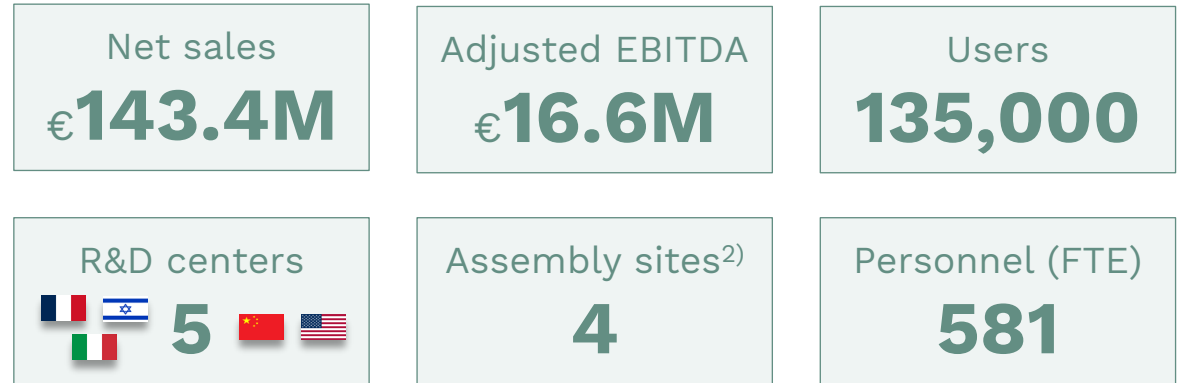 Net sales
€143.4M
Adjusted EBITDA
€16.6M
Users
135,000
R&D centers
5
Assembly sites2)
4
Personnel (FTE)
581